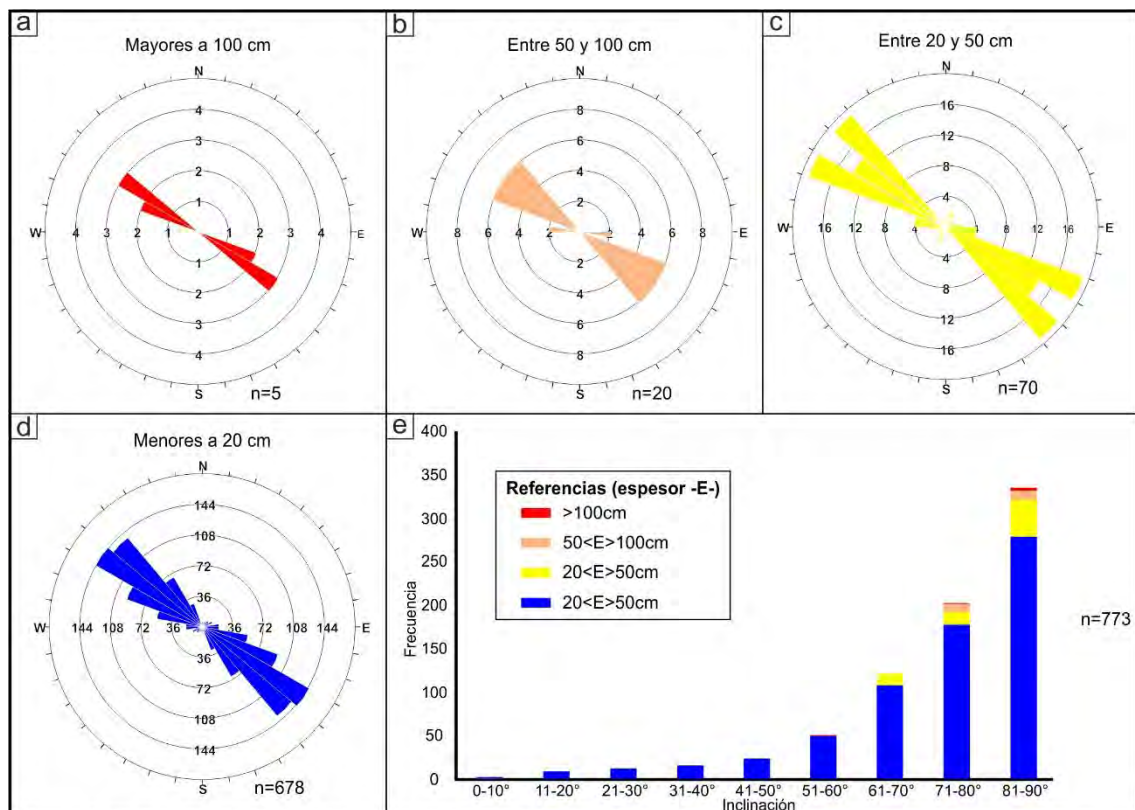 a
Mayores a 100 cm
N
4
3
2
1
W 4 3 2 1 1 2 3 4 E
1
2
3
4
S
n=5
b
Entre 50 y 100 cm
N
8
6
4
2
W 8 6 4 2 2 4 6 8 E
2
4
6
8
S
n=20
c
Entre 20 y 50 cm
N
16
12
8
4
W 16 12 8 4 4 8 12 16 E
4
8
12
16
S
n=70
d
Menores a 20 cm
N
144
108
72
36
W 144 108 72 36 36 72 108 144 E
36
72
108
144
S
n=678
e
400
350
300
250
200
150
100
50
0
Frecuencia
Referencias (espesor -E-)
>100cm
50<E>100cm
20<E>50cm
20<E>50cm
n=773
0-10° 11-20° 21-30° 31-40° 41-50° 51-60° 61-70° 71-80° 81-90°
Inclinación